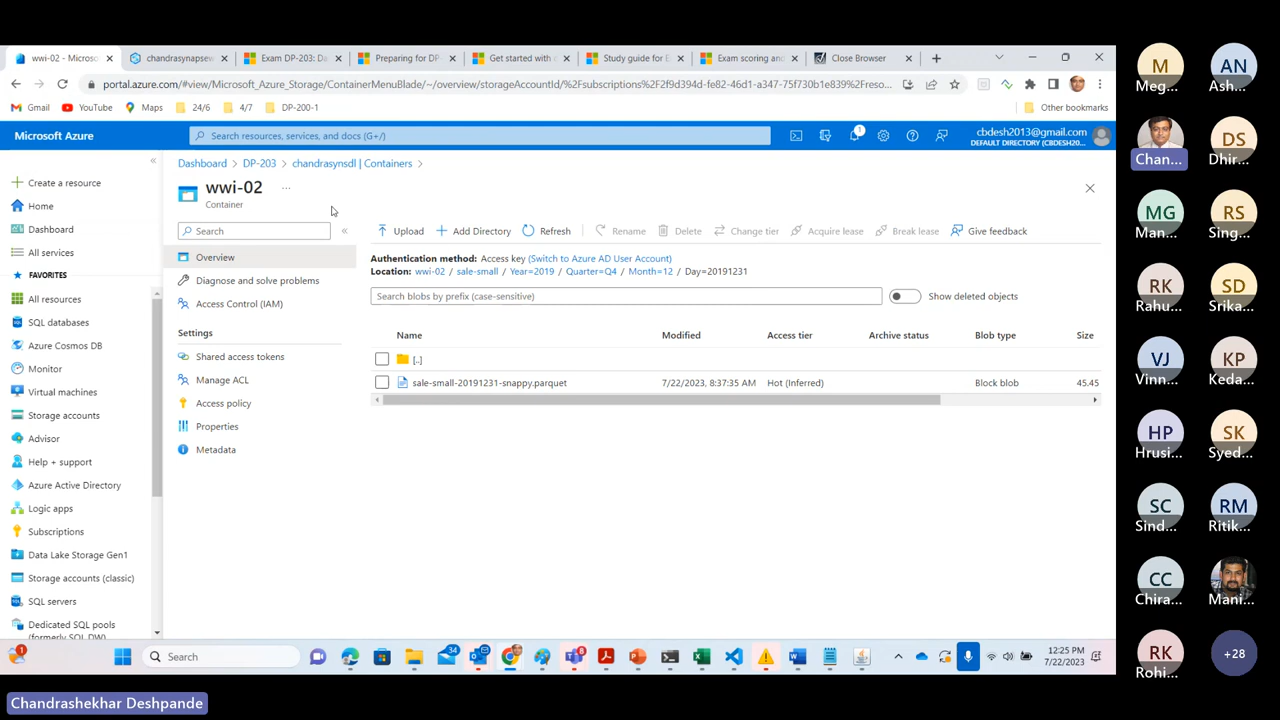 wwi-02 - Microsoft
chandrasynapsew
Exam DP-203: Da
Preparing for DP-
Get started with A
Study guide for E
Exam scoring and
Close Browser
portal.azure.com/#view/Microsoft_Azure_Storage/ContainerMenuBlade/~/overview/storageAccountId/%2Fsubscriptions%2F2f9d394d-fe82-46d1-a347-75f730b1e839%2Freso...
Gmail
YouTube
Maps
24/6
4/7
DP-200-1
Other bookmarks
Microsoft Azure
Search resources, services, and docs (G+/)
1
cbdesh2013@gmail.com
DEFAULT DIRECTORY (CBDESH20...
Dashboard > DP-203 > chandrasynsdl | Containers >
wwi-02 ...
Container
Create a resource
Home
Dashboard
All services
FAVORITES
All resources
SQL databases
Azure Cosmos DB
Monitor
Virtual machines
Storage accounts
Advisor
Help + support
Azure Active Directory
Logic apps
Subscriptions
Data Lake Storage Gen1
Storage accounts (classic)
SQL servers
Dedicated SQL pools
(formerly SQL DW)
Search
Overview
Diagnose and solve problems
Access Control (IAM)
Settings
Shared access tokens
Manage ACL
Access policy
Properties
Metadata
Upload Add Directory Refresh Rename Delete Change tier Acquire lease Break lease Give feedback
Authentication method: Access key (Switch to Azure AD User Account)
Location: wwi-02 / sale-small / Year=2019 / Quarter=Q4 / Month=12 / Day=20191231
Search blobs by prefix (case-sensitive)
Show deleted objects
Name Modified Access tier Archive status Blob type Size
[..]
sale-small-20191231-snappy.parquet 7/22/2023, 8:37:35 AM Hot (Inferred) Block blob 45.45
Search
34
8
12:25 PM
7/22/2023
M
Meg...
AN
Ash...
Chan...
DS
Dhir...
MG
Man...
RS
Sing...
RK
Rahu...
SD
Srika...
VJ
Vinn...
KP
Keda...
HP
Hrusi...
SK
Syed...
SC
Sind...
RM
Ritik...
CC
Chira...
Mani...
RK
Rohi...
+28
Chandrashekhar Deshpande